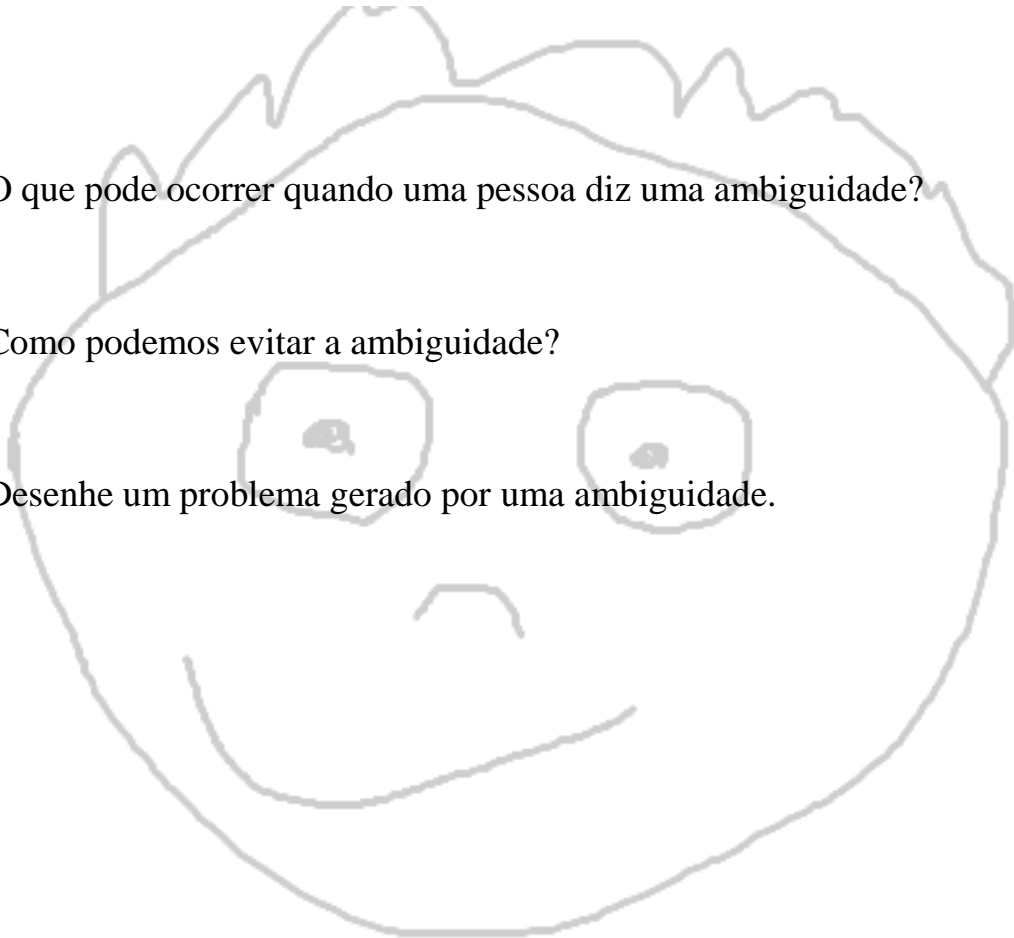 O que pode ocorrer quando uma pessoa diz uma ambiguidade?
Como podemos evitar a ambiguidade?
Desenhe um problema gerado por uma ambiguidade.